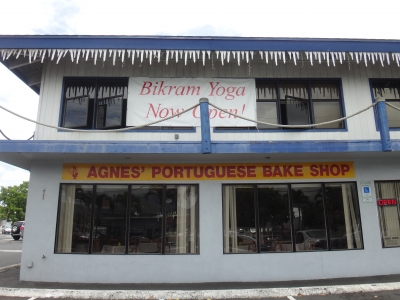 Bikram Yoga
Now Open!
AGNES' PORTUGUESE BAKE SHOP
OPEN